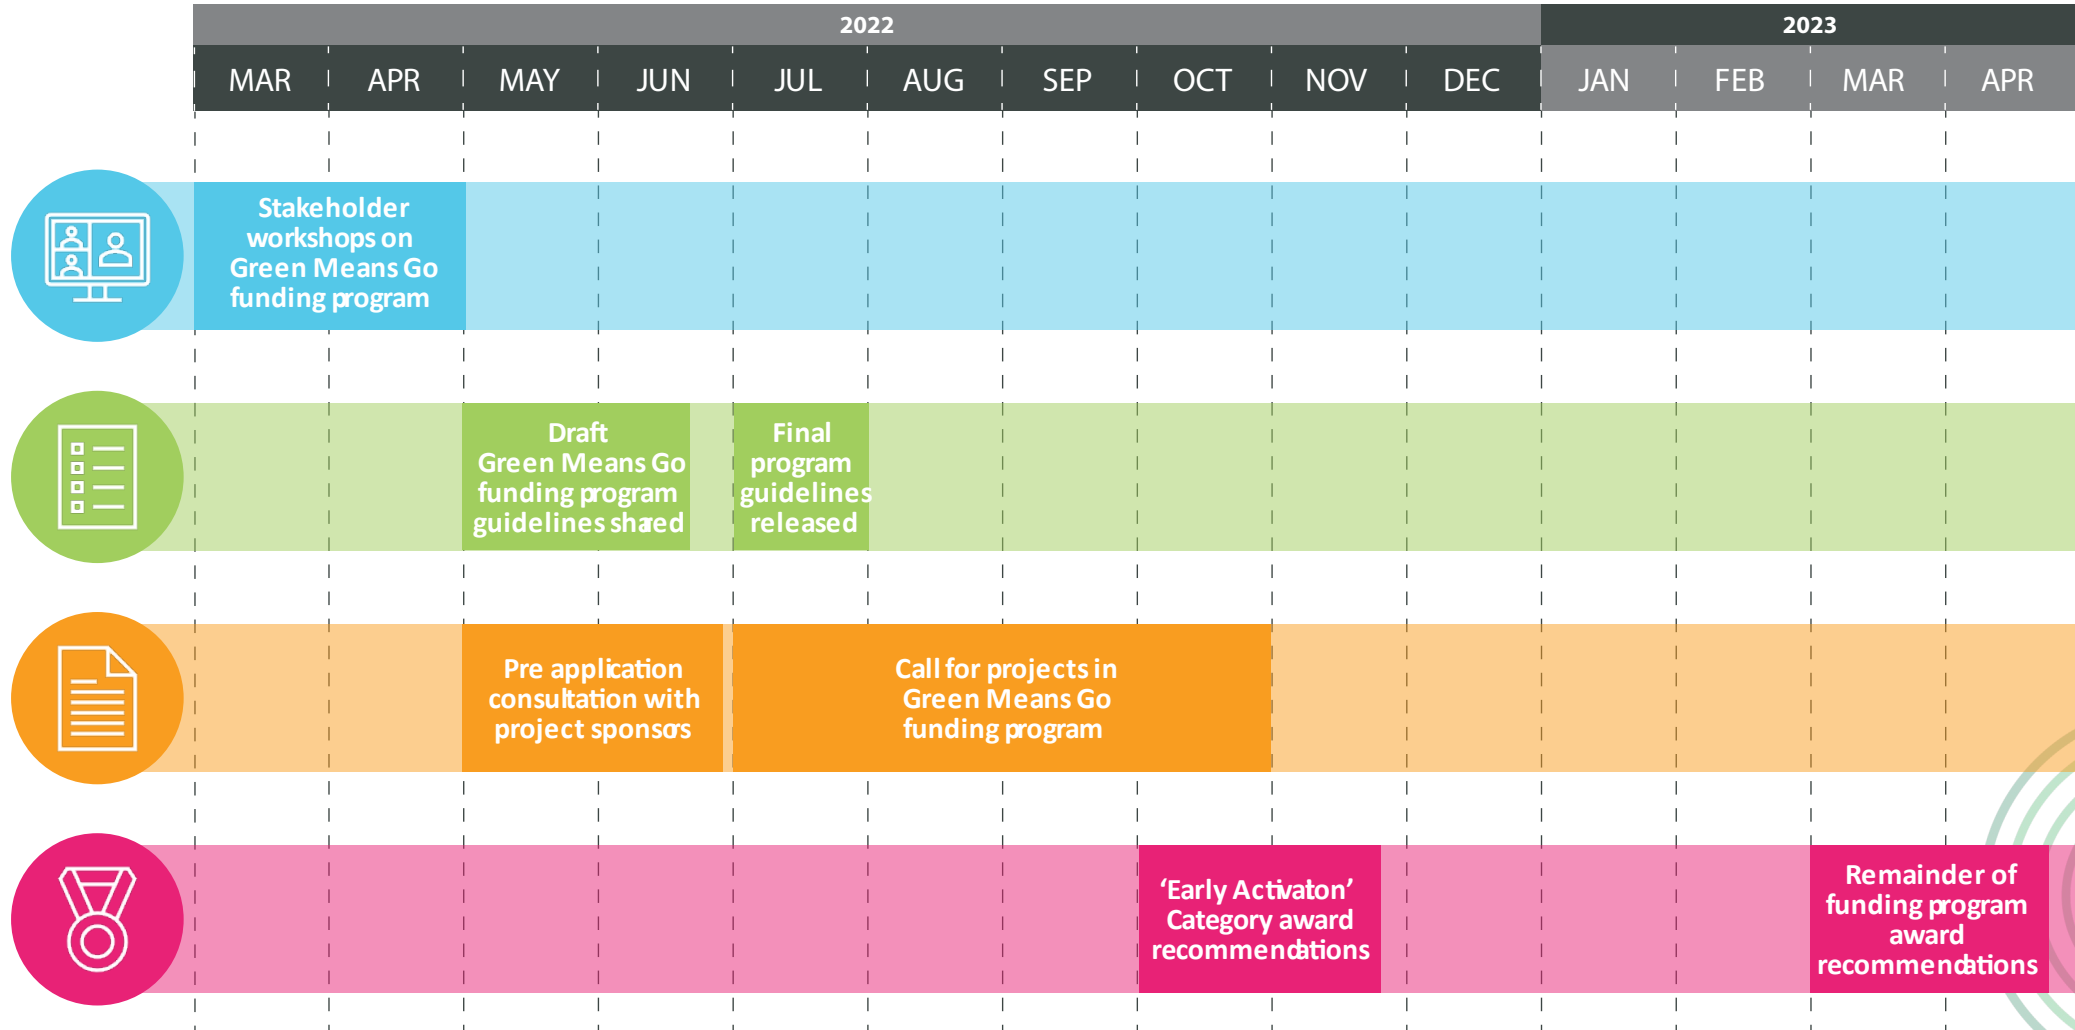 2022
2023
MAR
APR
MAY
JUN
JUL
AUG
SEP
OCT
NOV
DEC
JAN
FEB
MAR
APR
Stakeholder
workshops on
Green Means Go
funding program
Draft
Green Means Go
funding program
guidelines shared
Final
program
guidelines
released
Pre application
consultation with
project sponsors
Call for projects in
Green Means Go
funding program
‘Early Activaton’
Category award
recommendations
Remainder of
funding program
award
recommendations